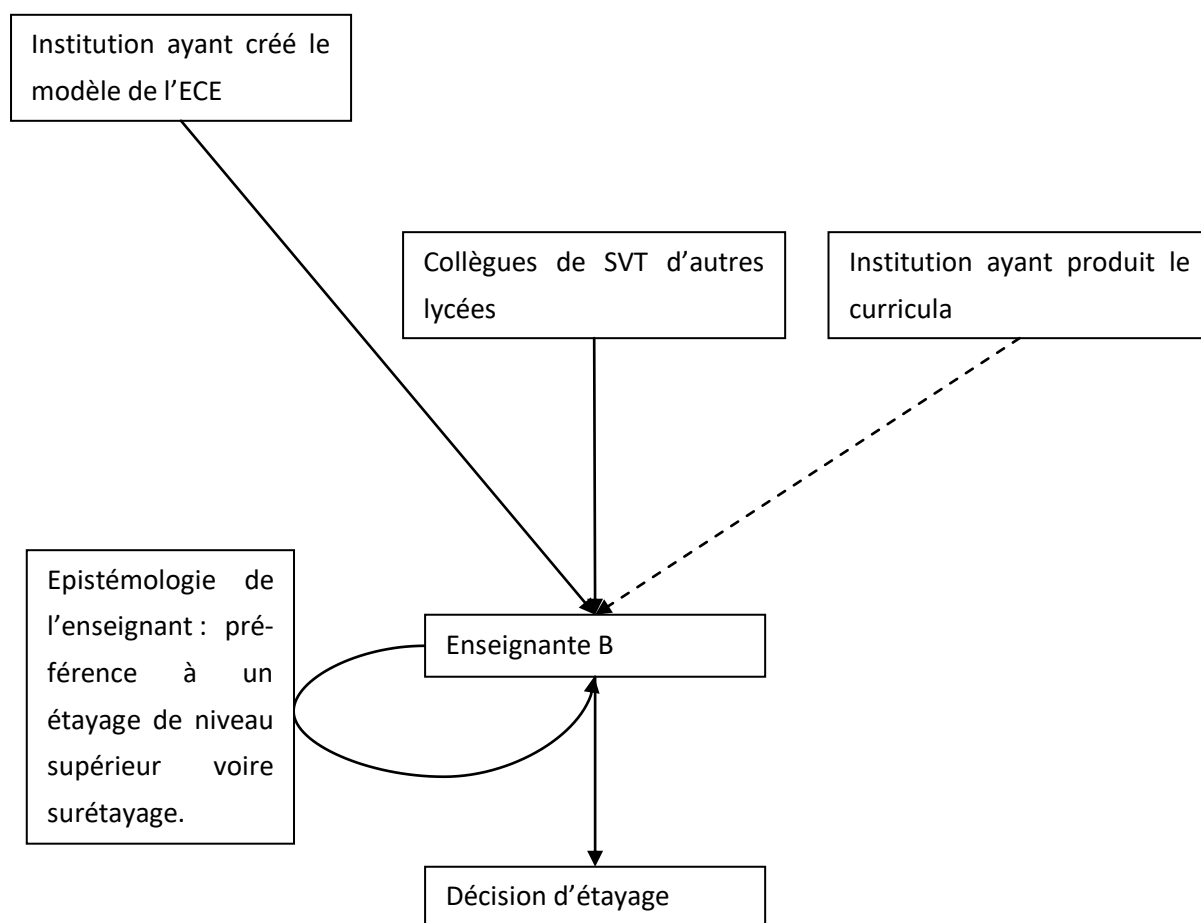 Institution ayant créé le
modèle de l’ECE
Collègues de SVT d’autres
lycées
Institution ayant produit le
curricula
Epistémologie de
l’enseignant : pré-
férence à un
étayage de niveau
supérieur voire
surétayage.
Enseignante B
Décision d’étayage